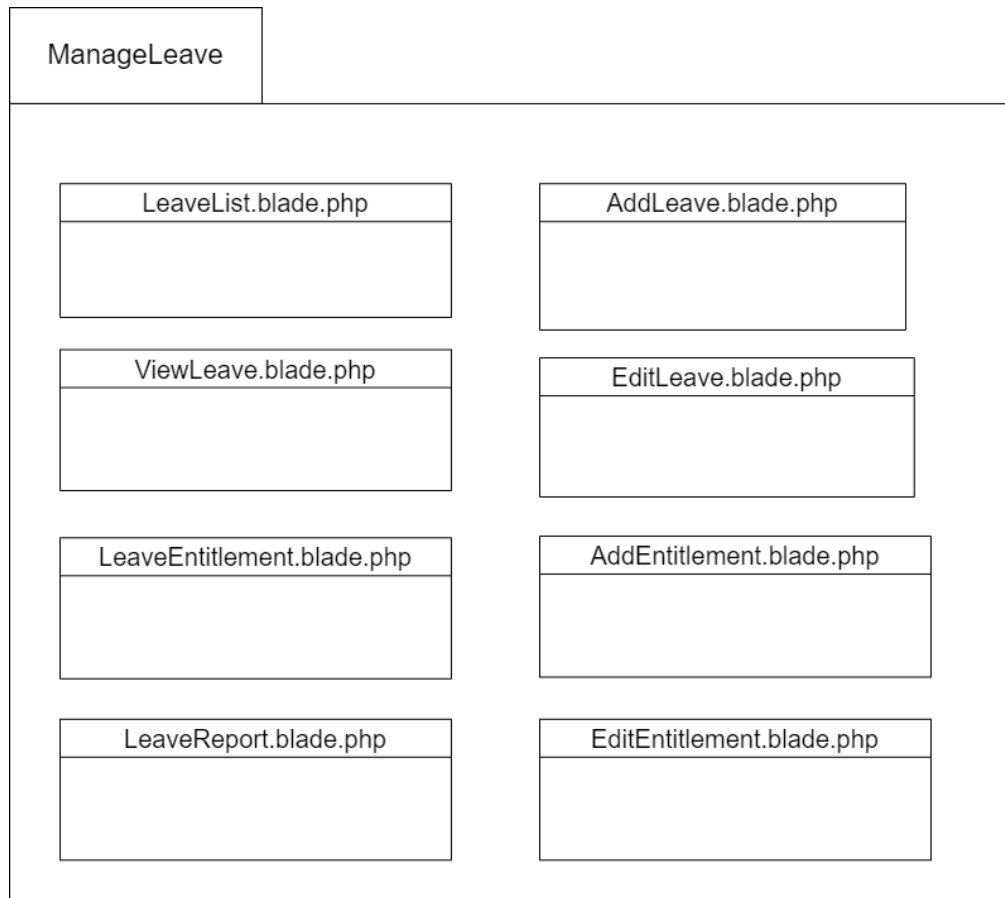 ManageLeave
LeaveList.blade.php
AddLeave.blade.php
ViewLeave.blade.php
EditLeave.blade.php
LeaveEntitlement.blade.php
AddEntitlement.blade.php
LeaveReport.blade.php
EditEntitlement.blade.php